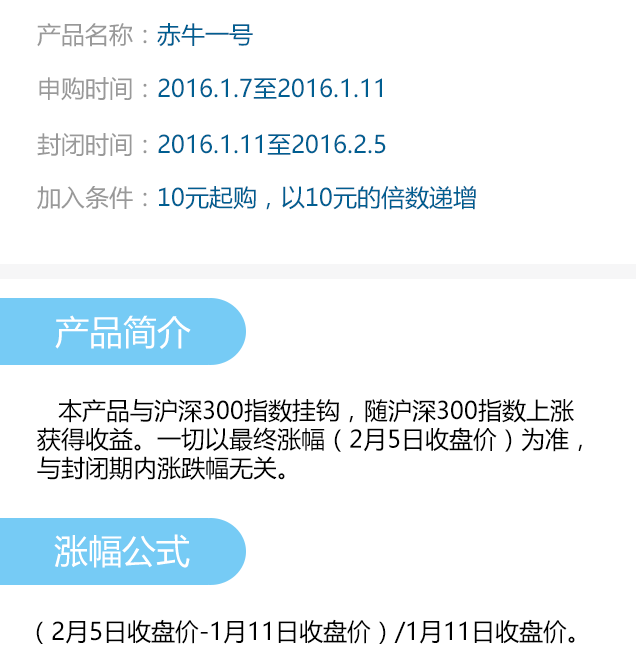 产品名称：赤牛一号
申购时间：2016.1.7至2016.1.11
封闭时间：2016.1.11至2016.2.5
加入条件：10元起购，以10元的倍数递增
产品简介
本产品与沪深300指数挂钩，随沪深300指数上涨
获得收益。一切以最终涨幅（2月5日收盘价）为准，
与封闭期内涨跌幅无关。
涨幅公式
（2月5日收盘价-1月11日收盘价）/1月11日收盘价。